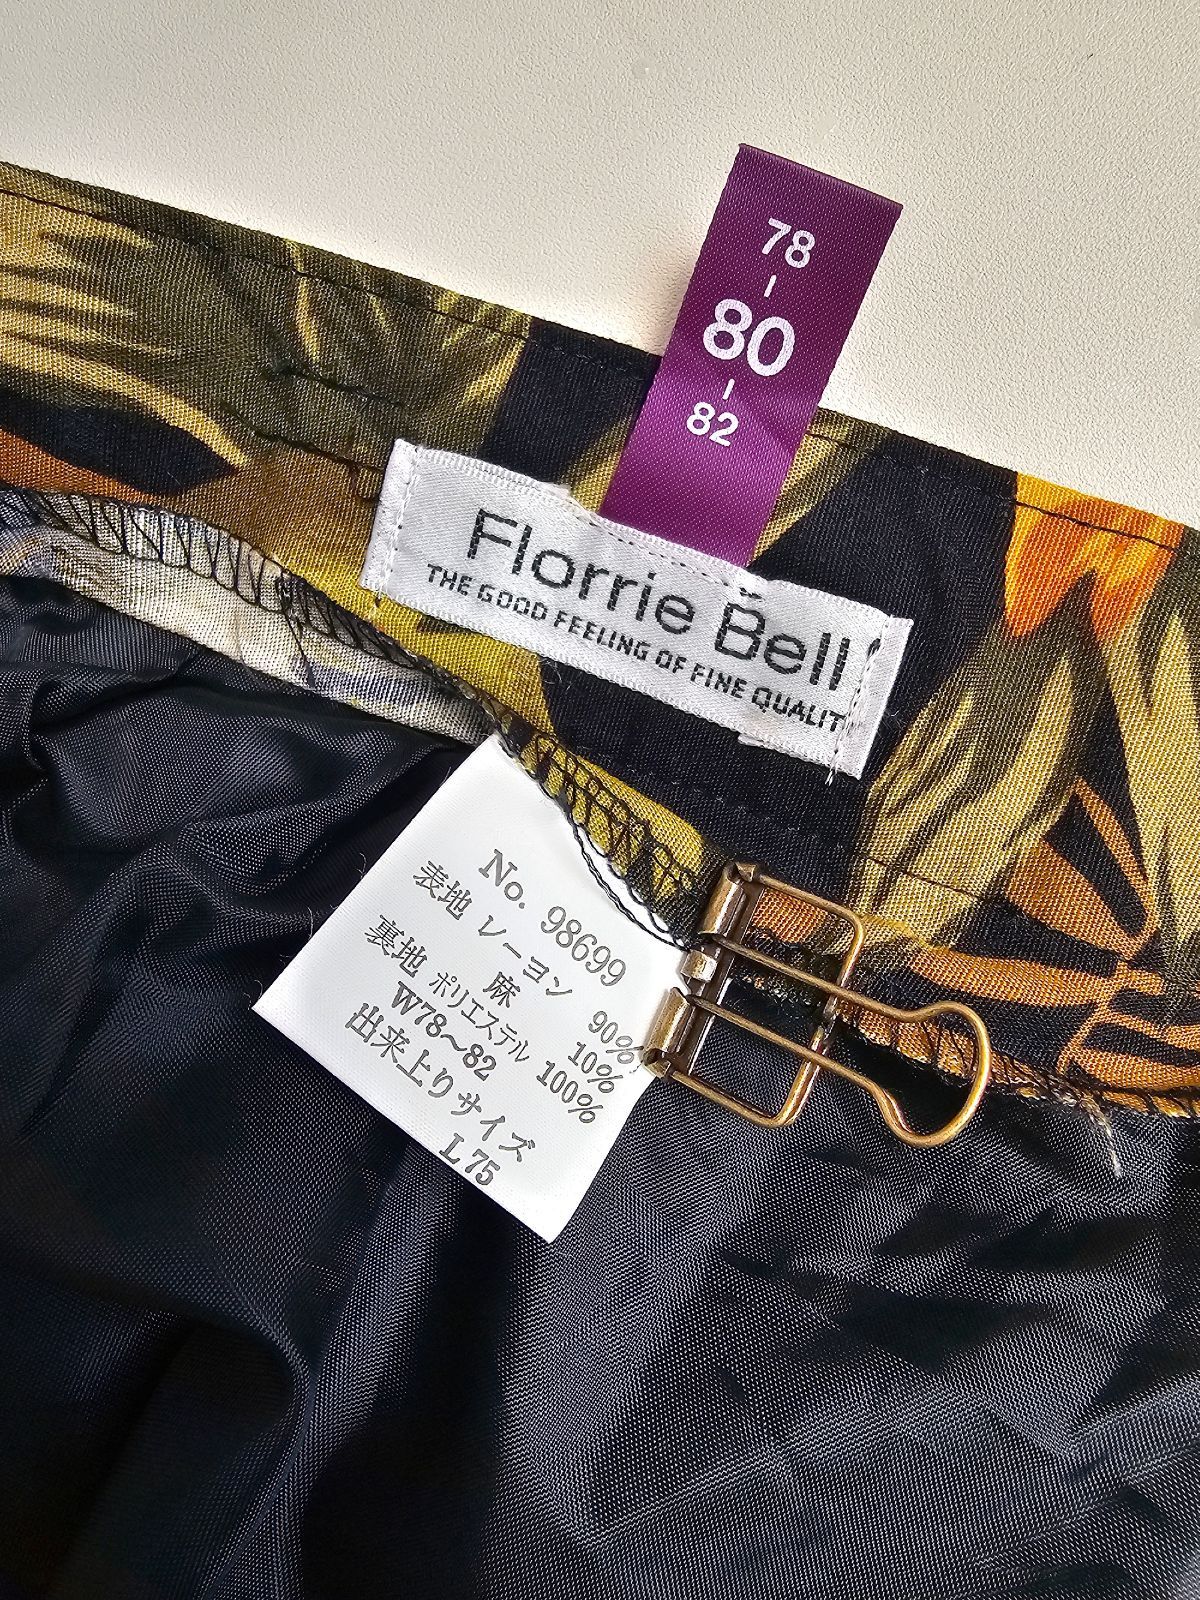 78
-
80
-
82
Florrie Bell
THE GOOD FEELING OF FINE QUALIT
No. 98699
表地 レーヨン 90%
麻 10%
裏地 ポリエステル 100%
W78~82
出来上りサイズ
L75